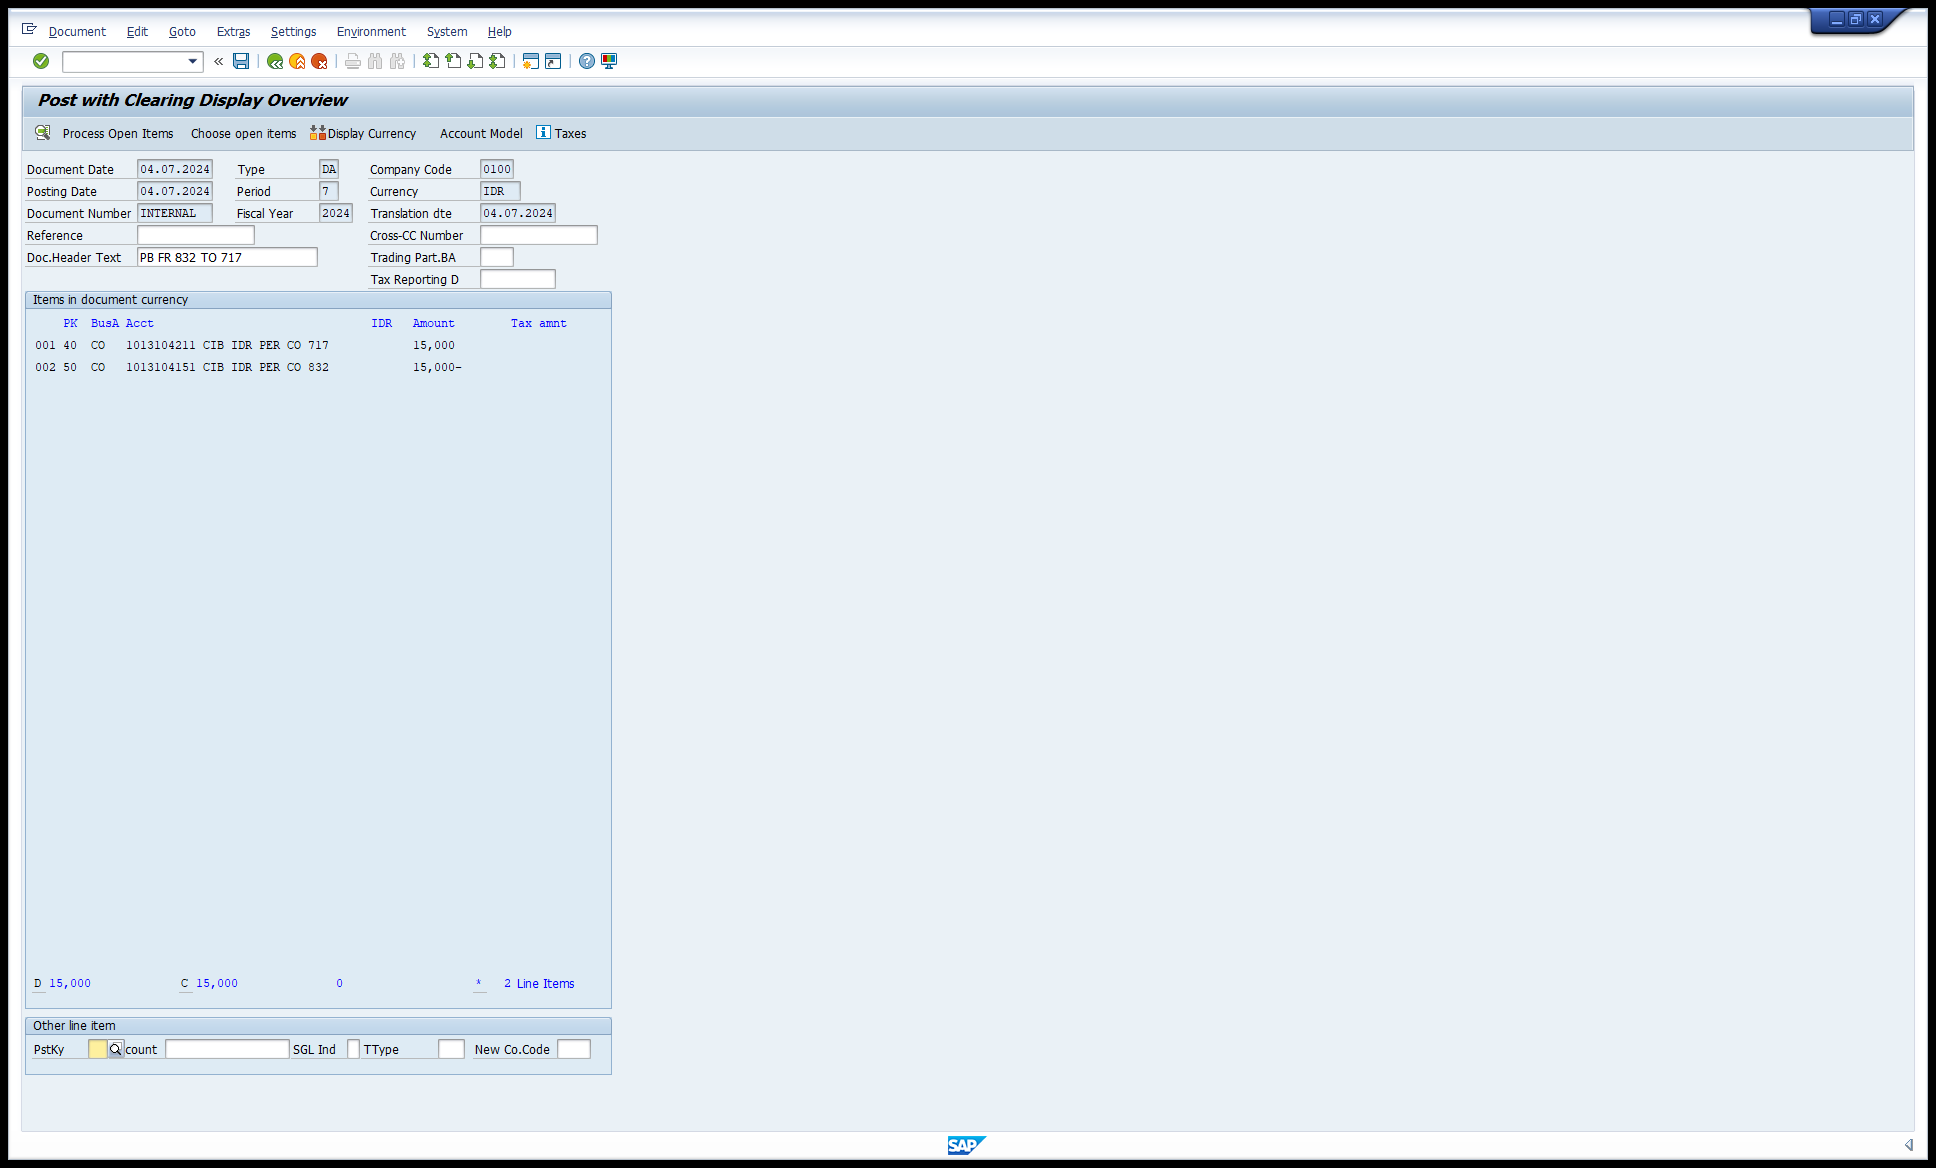 Document Edit Goto Extras Settings Environment System Help
Post with Clearing Display Overview
Process Open Items Choose open items Display Currency Account Model Taxes
Document Date 04.07.2024 Type DA Company Code 0100
Posting Date 04.07.2024 Period 7 Currency IDR
Document Number INTERNAL Fiscal Year 2024 Translation dte 04.07.2024
Reference Cross-CC Number
Doc.Header Text PB FR 832 TO 717 Trading Part.BA
Tax Reporting D
Items in document currency
PK BusA Acct IDR Amount Tax amnt
001 40 CO 1013104211 CIB IDR PER CO 717 15,000
002 50 CO 1013104151 CIB IDR PER CO 832 15,000-
D 15,000 C 15,000 0 * 2 Line Items
Other line item
PstKy count SGL Ind TType New Co.Code
SAP